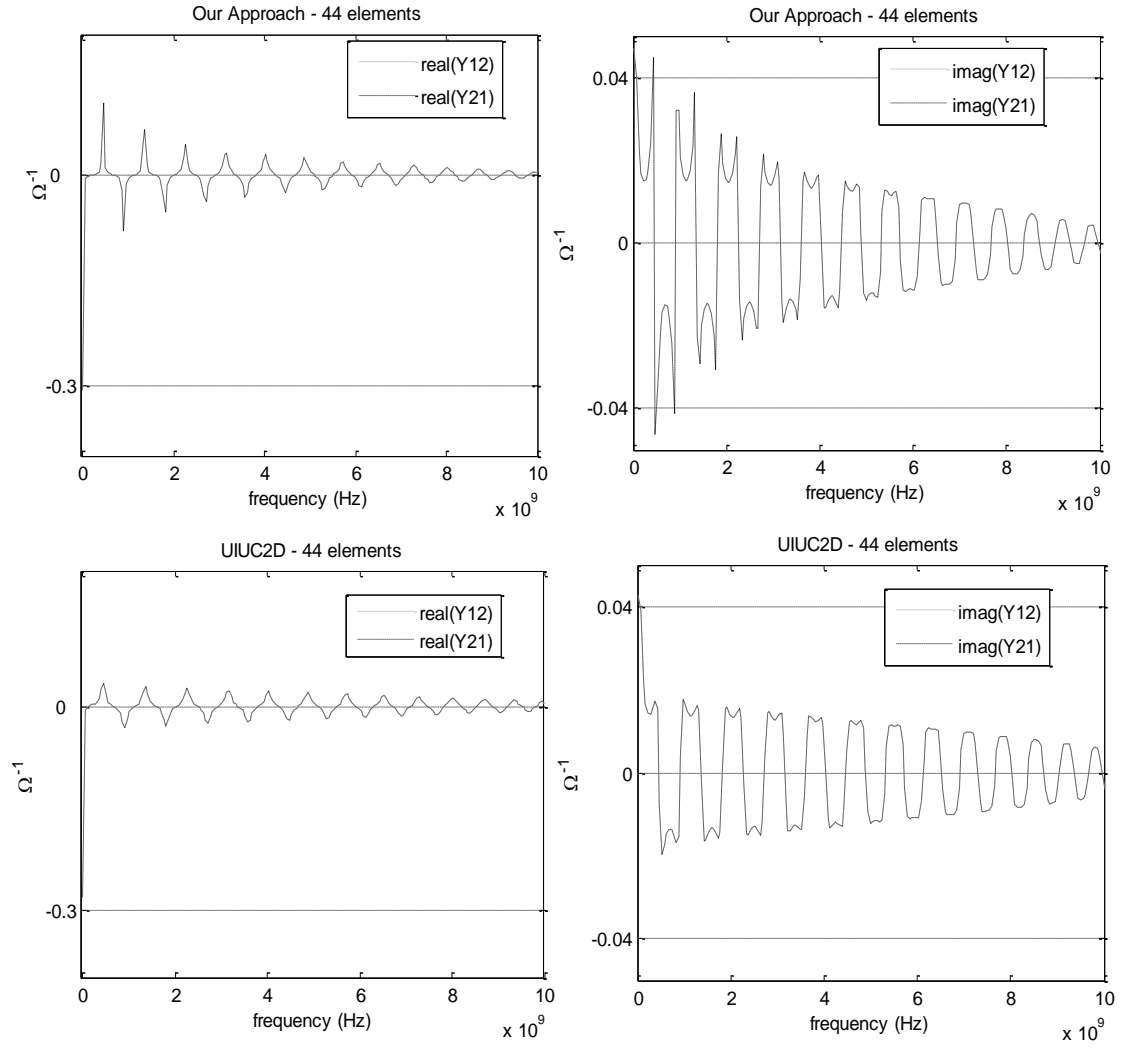 Our Approach - 44 elements
real(Y12)
real(Y21)
0
-0.3
Ω⁻¹
0 2 4 6 8 10
frequency (Hz)
x 10⁹
Our Approach - 44 elements
imag(Y12)
imag(Y21)
0.04
0
-0.04
Ω⁻¹
0 2 4 6 8 10
frequency (Hz)
x 10⁹
UIUC2D - 44 elements
real(Y12)
real(Y21)
0
-0.3
Ω⁻¹
0 2 4 6 8 10
frequency (Hz)
x 10⁹
UIUC2D - 44 elements
imag(Y12)
imag(Y21)
0.04
0
-0.04
Ω⁻¹
0 2 4 6 8 10
frequency (Hz)
x 10⁹